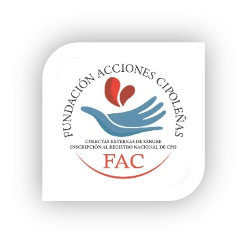 FUNDACIÓN ACCIONES CIPOLEÑAS
COLECTAS EXTERNAS DE SANGRE
INSCRIPCIÓN AL REGISTRO NACIONAL DE CPH
FAC